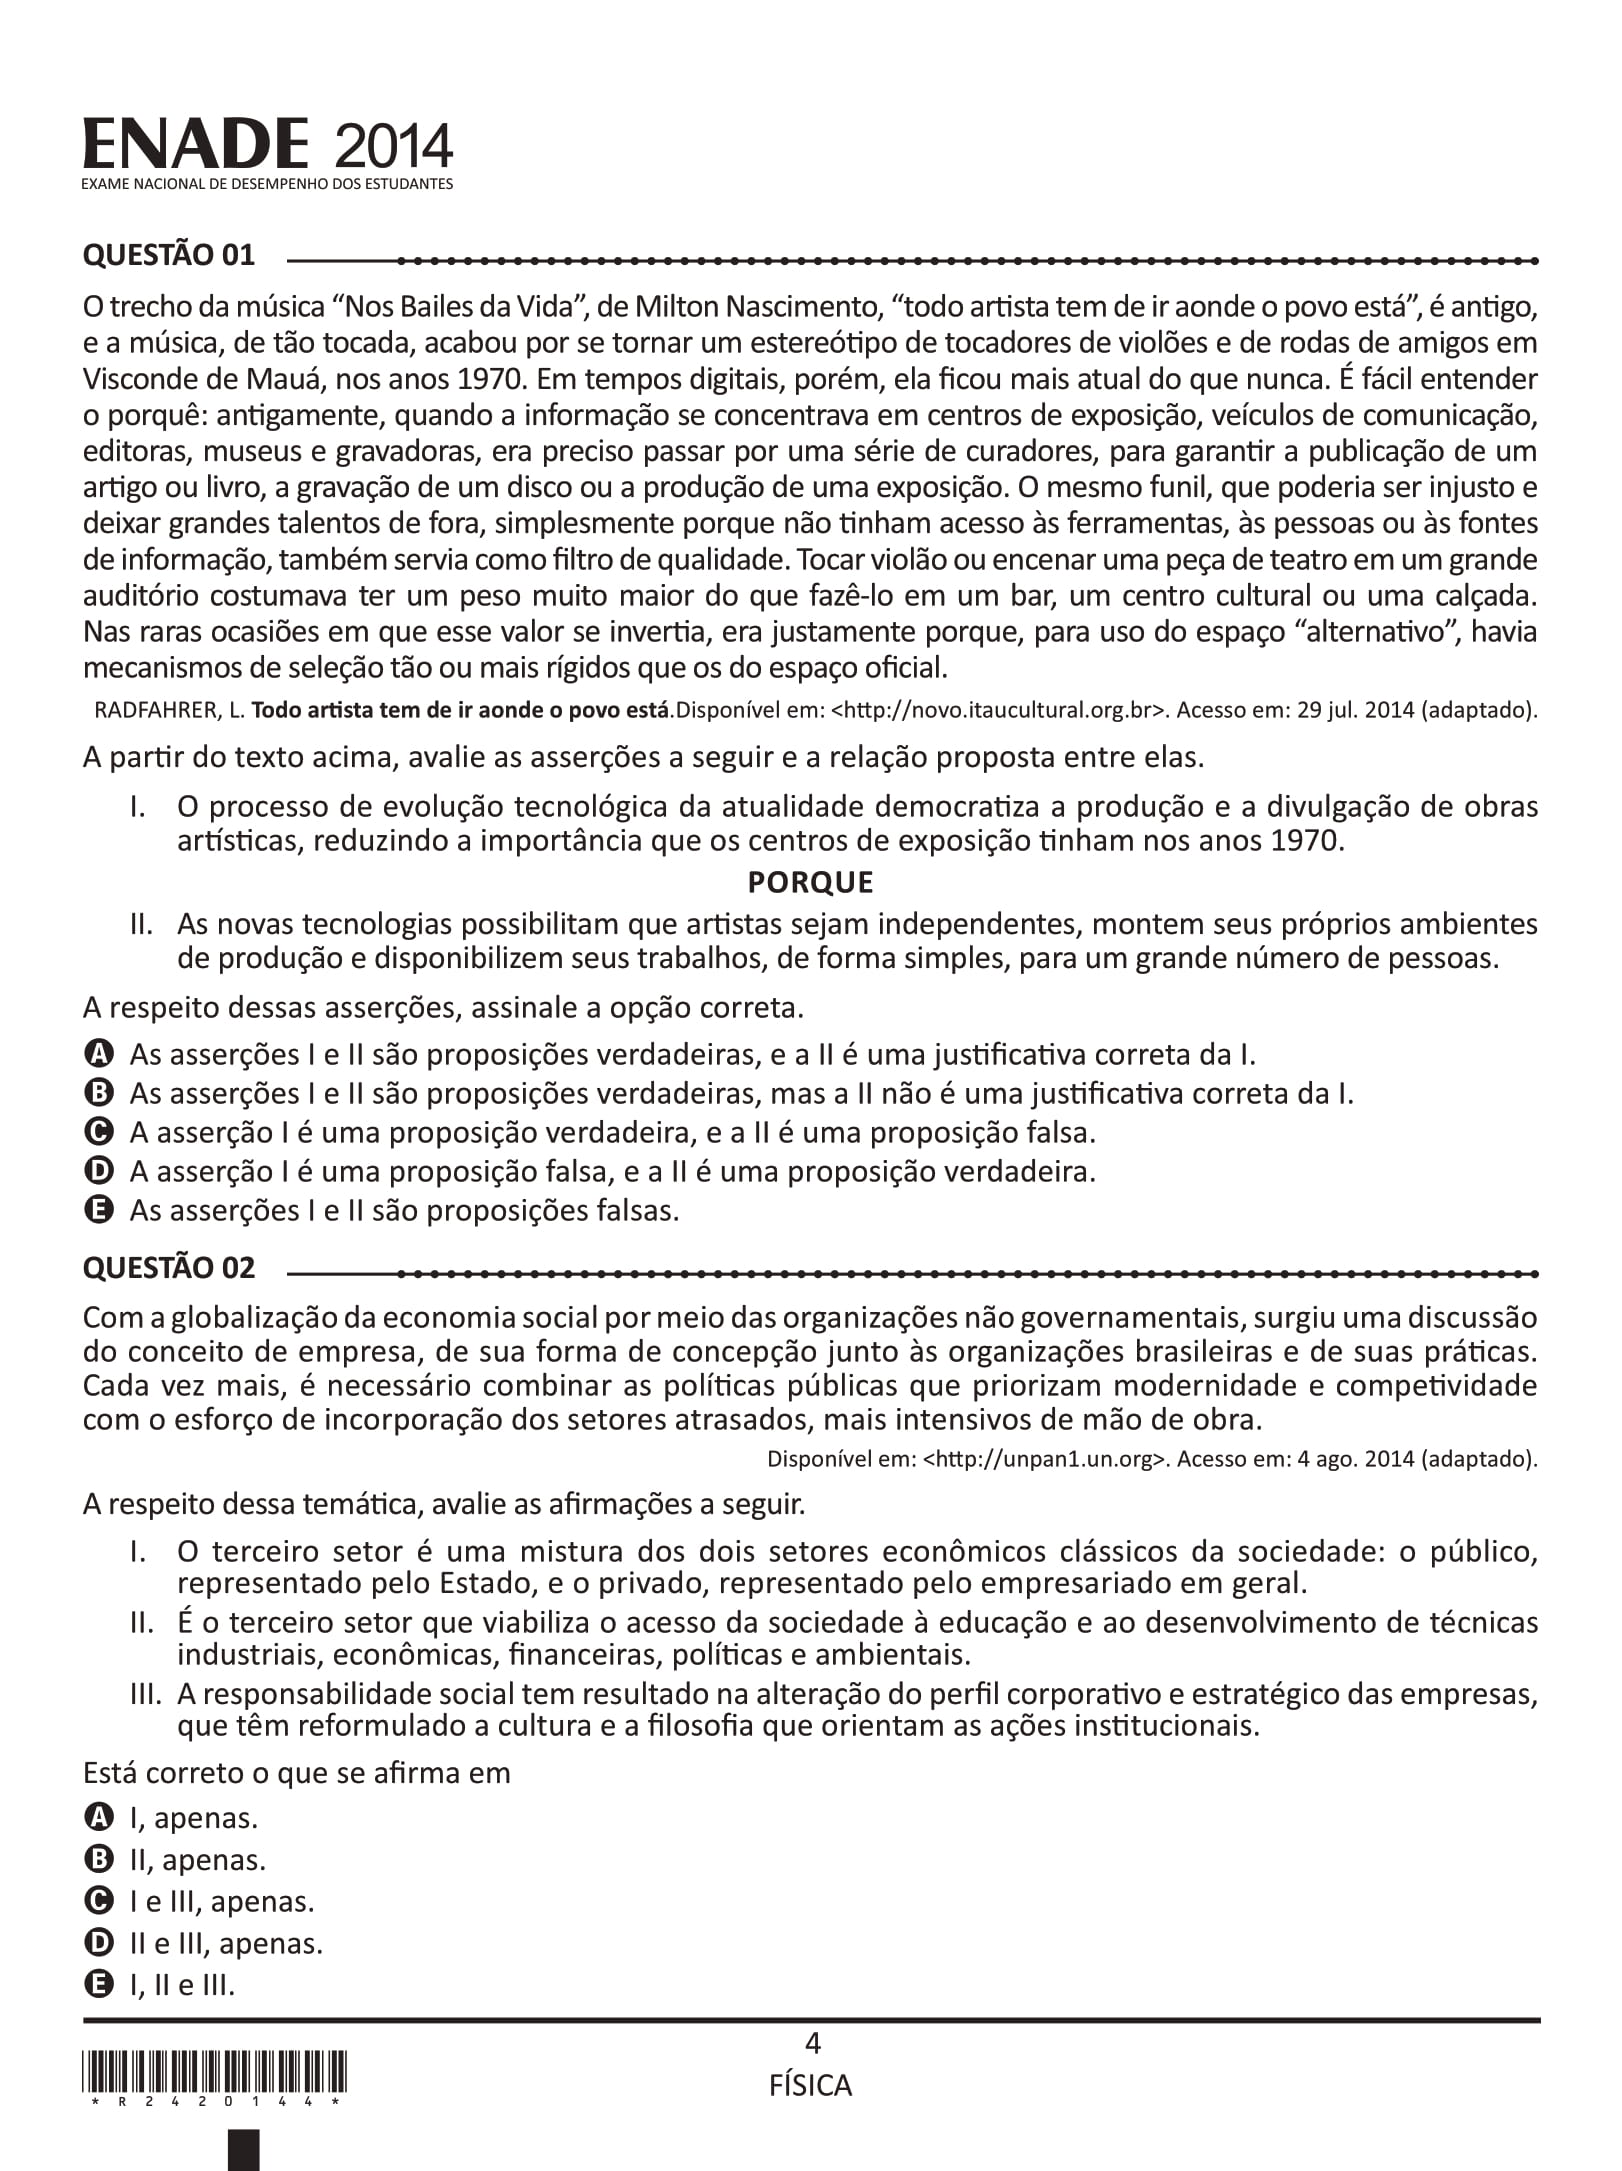 ENADE 2014
EXAME NACIONAL DE DESEMPENHO DOS ESTUDANTES
QUESTÃO 01
O trecho da música “Nos Bailes da Vida”, de Milton Nascimento, “todo artista tem de ir aonde o povo está”, é antigo,
e a música, de tão tocada, acabou por se tornar um estereótipo de tocadores de violões e de rodas de amigos em
Visconde de Mauá, nos anos 1970. Em tempos digitais, porém, ela ficou mais atual do que nunca. É fácil entender
o porquê: antigamente, quando a informação se concentrava em centros de exposição, veículos de comunicação,
editoras, museus e gravadoras, era preciso passar por uma série de curadores, para garantir a publicação de um
artigo ou livro, a gravação de um disco ou a produção de uma exposição. O mesmo funil, que poderia ser injusto e
deixar grandes talentos de fora, simplesmente porque não tinham acesso às ferramentas, às pessoas ou às fontes
de informação, também servia como filtro de qualidade. Tocar violão ou encenar uma peça de teatro em um grande
auditório costumava ter um peso muito maior do que fazê-lo em um bar, um centro cultural ou uma calçada.
Nas raras ocasiões em que esse valor se invertia, era justamente porque, para uso do espaço “alternativo”, havia
mecanismos de seleção tão ou mais rígidos que os do espaço oficial.
RADFAHRER, L. Todo artista tem de ir aonde o povo está.Disponível em: <http://novo.itaucultural.org.br>. Acesso em: 29 jul. 2014 (adaptado).
A partir do texto acima, avalie as asserções a seguir e a relação proposta entre elas.
I. O processo de evolução tecnológica da atualidade democratiza a produção e a divulgação de obras
artísticas, reduzindo a importância que os centros de exposição tinham nos anos 1970.
PORQUE
II. As novas tecnologias possibilitam que artistas sejam independentes, montem seus próprios ambientes
de produção e disponibilizem seus trabalhos, de forma simples, para um grande número de pessoas.
A respeito dessas asserções, assinale a opção correta.
A As asserções I e II são proposições verdadeiras, e a II é uma justificativa correta da I.
B As asserções I e II são proposições verdadeiras, mas a II não é uma justificativa correta da I.
C A asserção I é uma proposição verdadeira, e a II é uma proposição falsa.
D A asserção I é uma proposição falsa, e a II é uma proposição verdadeira.
E As asserções I e II são proposições falsas.
QUESTÃO 02
Com a globalização da economia social por meio das organizações não governamentais, surgiu uma discussão
do conceito de empresa, de sua forma de concepção junto às organizações brasileiras e de suas práticas.
Cada vez mais, é necessário combinar as políticas públicas que priorizam modernidade e competividade
com o esforço de incorporação dos setores atrasados, mais intensivos de mão de obra.
Disponível em: <http://unpan1.un.org>. Acesso em: 4 ago. 2014 (adaptado).
A respeito dessa temática, avalie as afirmações a seguir.
I. O terceiro setor é uma mistura dos dois setores econômicos clássicos da sociedade: o público,
representado pelo Estado, e o privado, representado pelo empresariado em geral.
II. É o terceiro setor que viabiliza o acesso da sociedade à educação e ao desenvolvimento de técnicas
industriais, econômicas, financeiras, políticas e ambientais.
III. A responsabilidade social tem resultado na alteração do perfil corporativo e estratégico das empresas,
que têm reformulado a cultura e a filosofia que orientam as ações institucionais.
Está correto o que se afirma em
A I, apenas.
B II, apenas.
C I e III, apenas.
D II e III, apenas.
E I, II e III.
4
FÍSICA
* R 2 4 2 0 1 4 4 *